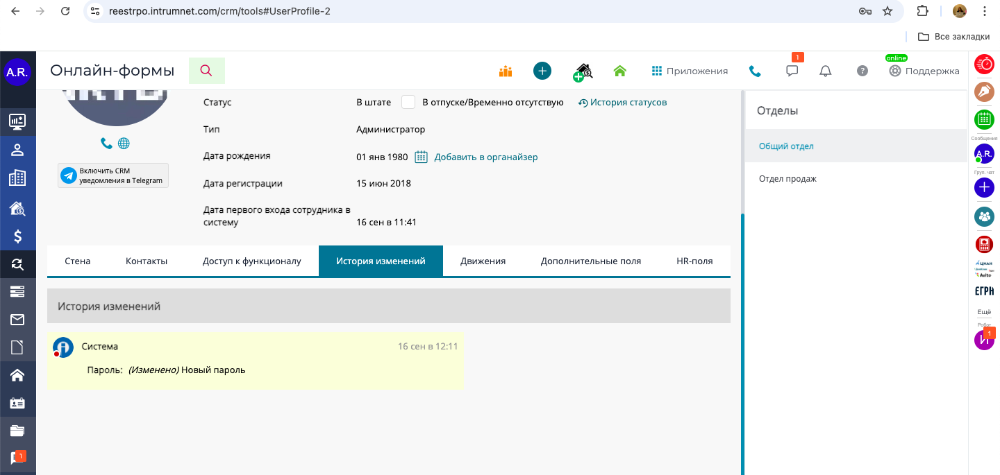 reestrpo.intrumnet.com/crm/tools#UserProfile-2
Все закладки
A.R.
Онлайн-формы
1
Приложения
online
Поддержка
Статус
В штате
В отпуске/Временно отсутствую
История статусов
Тип
Администратор
Дата рождения
01 янв 1980
Добавить в органайзер
Включить CRM
уведомления в Telegram
Дата регистрации
15 июн 2018
Дата первого входа сотрудника в
систему
16 сен в 11:41
Стена
Контакты
Доступ к функционалу
История изменений
Движения
Дополнительные поля
HR-поля
История изменений
Система
16 сен в 12:11
Пароль: (Изменено) Новый пароль
Отделы
Общий отдел
Отдел продаж
Сообщения
A.R.
Груп. чат
ЦИАН
Avito
ЕГРН
Ещё
Робот
1
И
1